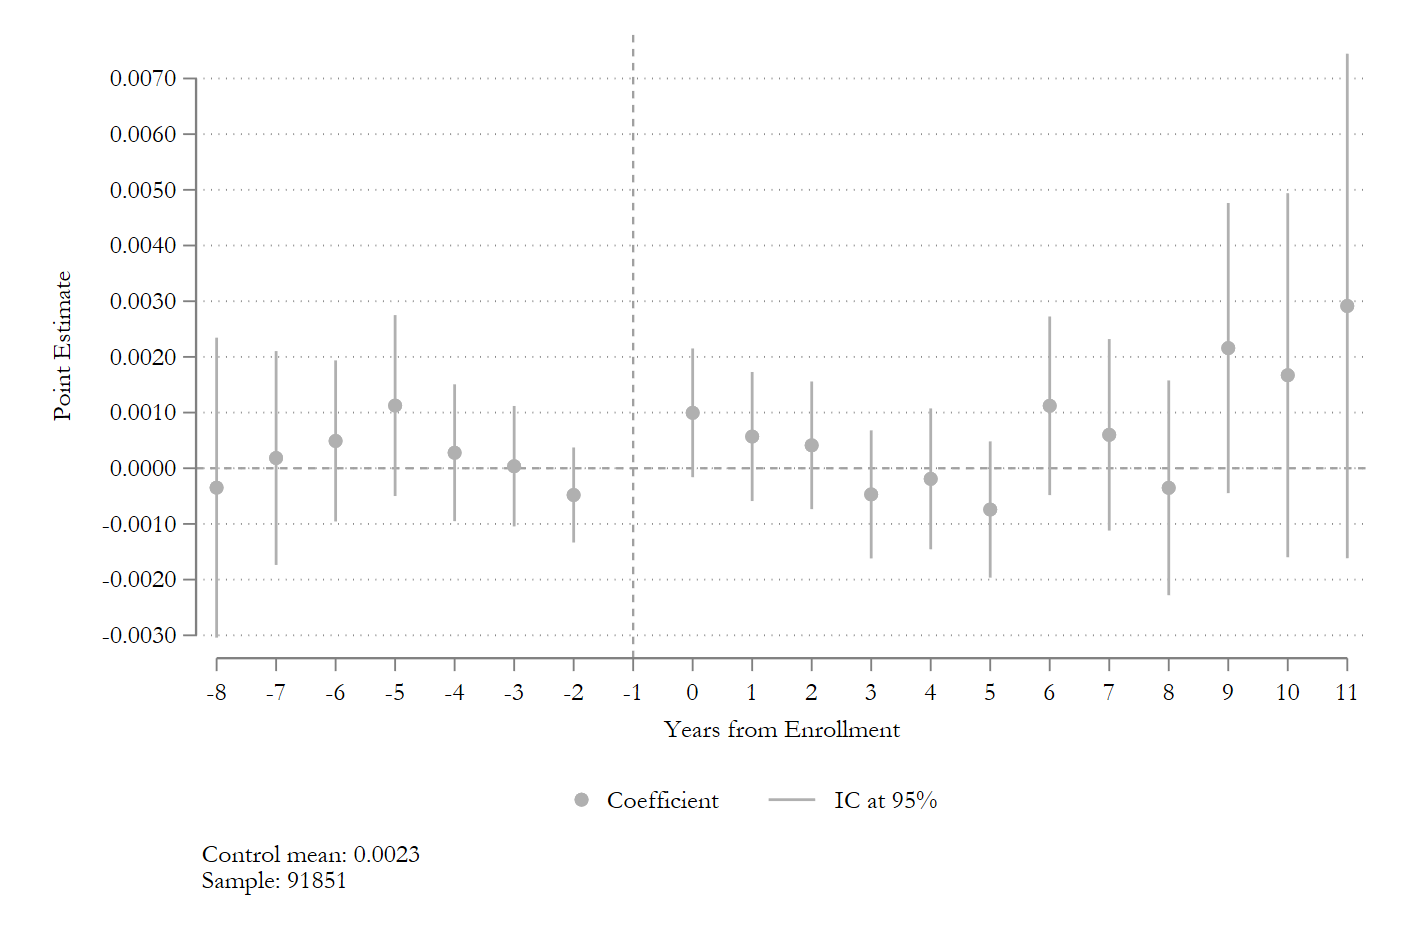 0.0070
0.0060
0.0050
0.0040
0.0030
0.0020
0.0010
0.0000
-0.0010
-0.0020
-0.0030
Point Estimate
-8 -7 -6 -5 -4 -3 -2 -1 0 1 2 3 4 5 6 7 8 9 10 11
Years from Enrollment
Coefficient IC at 95%
Control mean: 0.0023
Sample: 91851